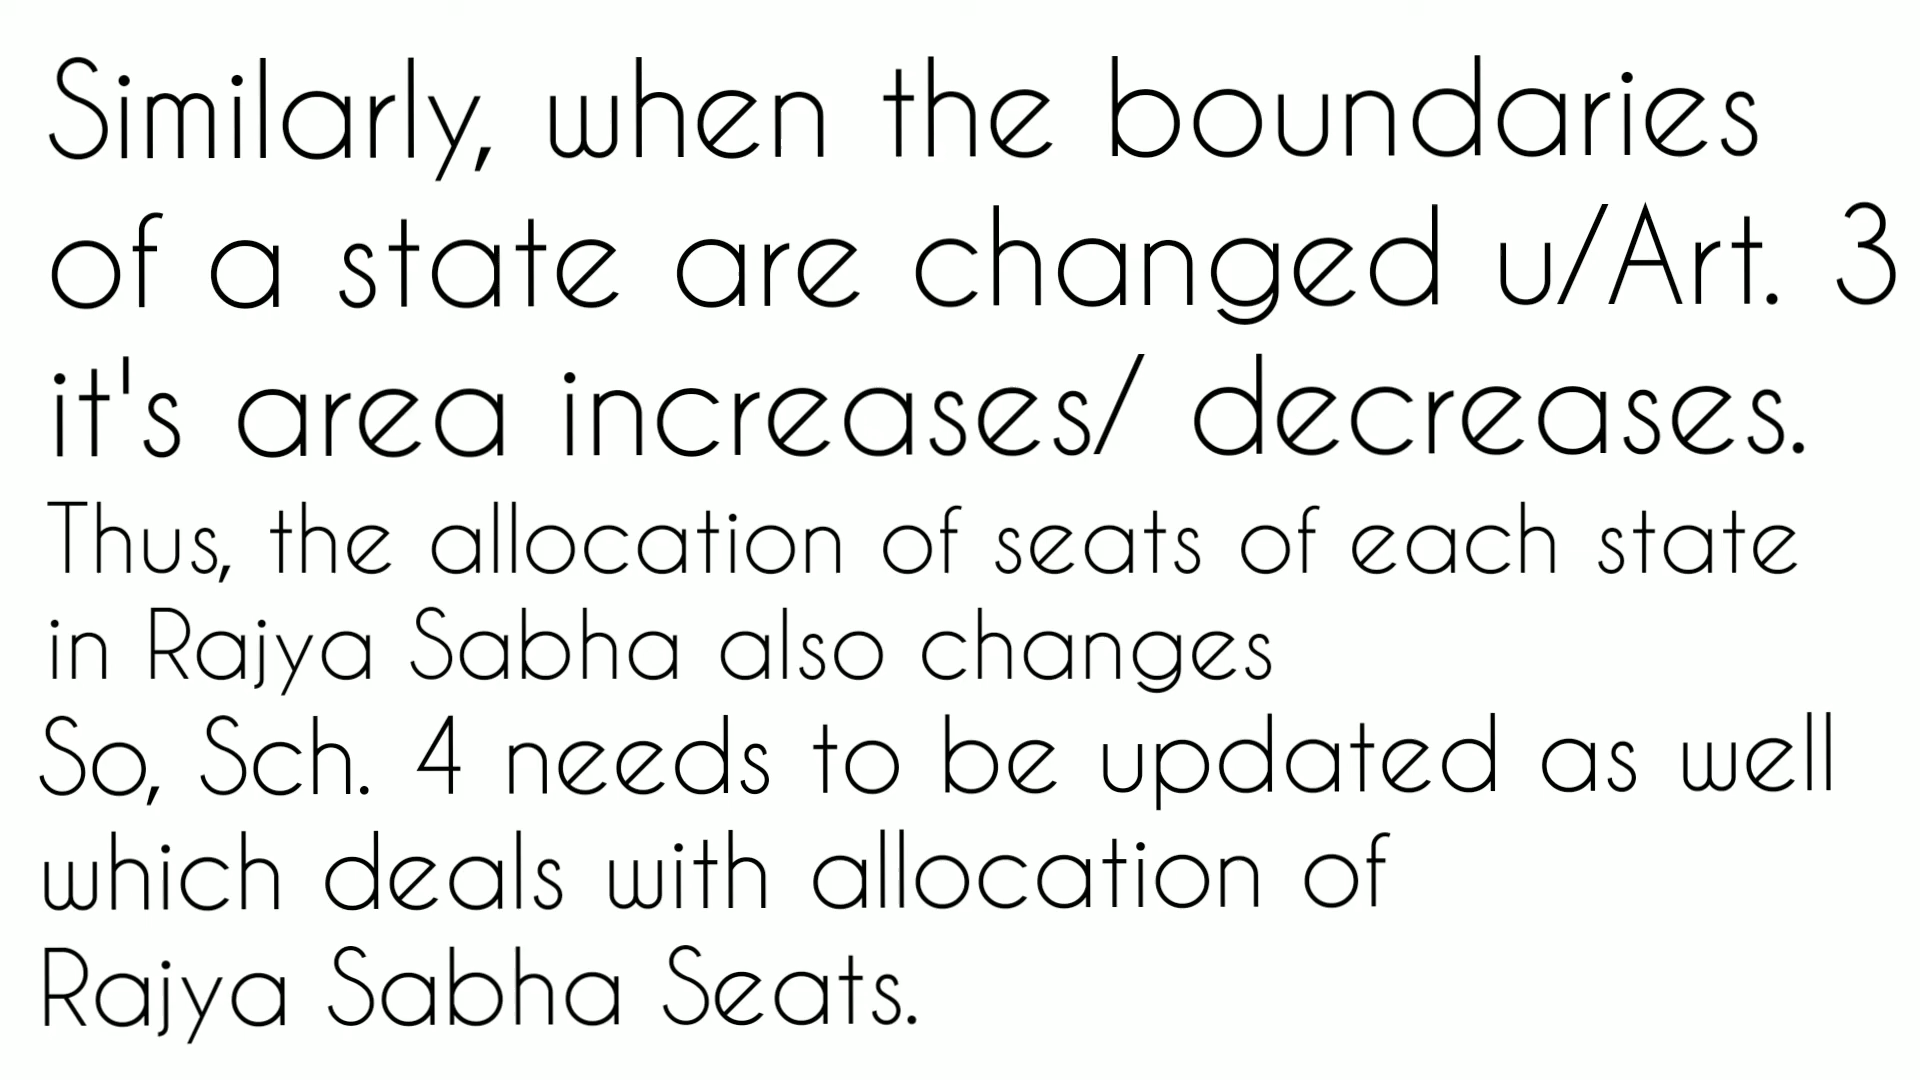 Similarly, when the boundaries
of a state are changed u/Art. 3
it's area increases/ decreases.
Thus, the allocation of seats of each state
in Rajya Sabha also changes
So, Sch. 4 needs to be updated as well
which deals with allocation of
Rajya Sabha Seats.